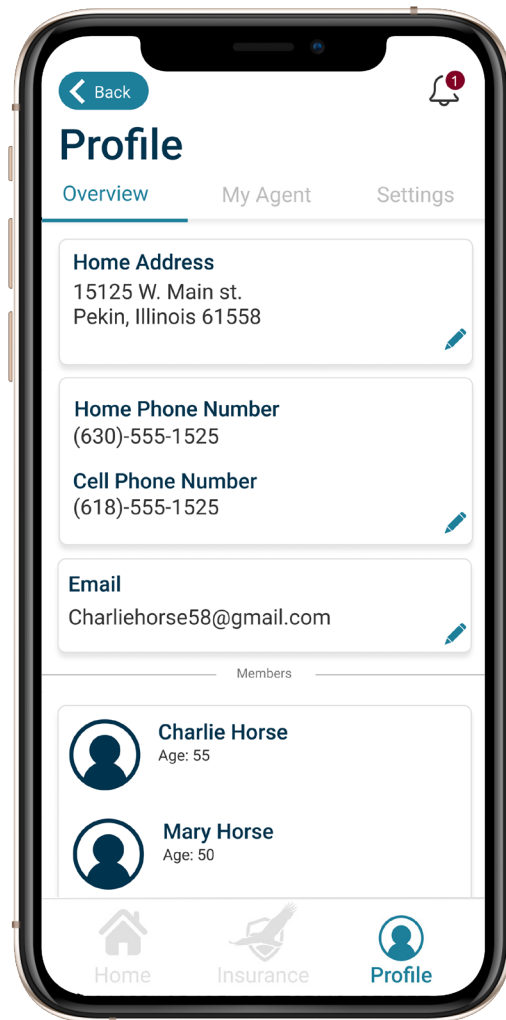 Back
1
Profile
Overview
My Agent
Settings
Home Address
15125 W. Main st.
Pekin, Illinois 61558
Home Phone Number
(630)-555-1525
Cell Phone Number
(618)-555-1525
Email
Charliehorse58@gmail.com
Members
Charlie Horse
Age: 55
Mary Horse
Age: 50
Home
Insurance
Profile